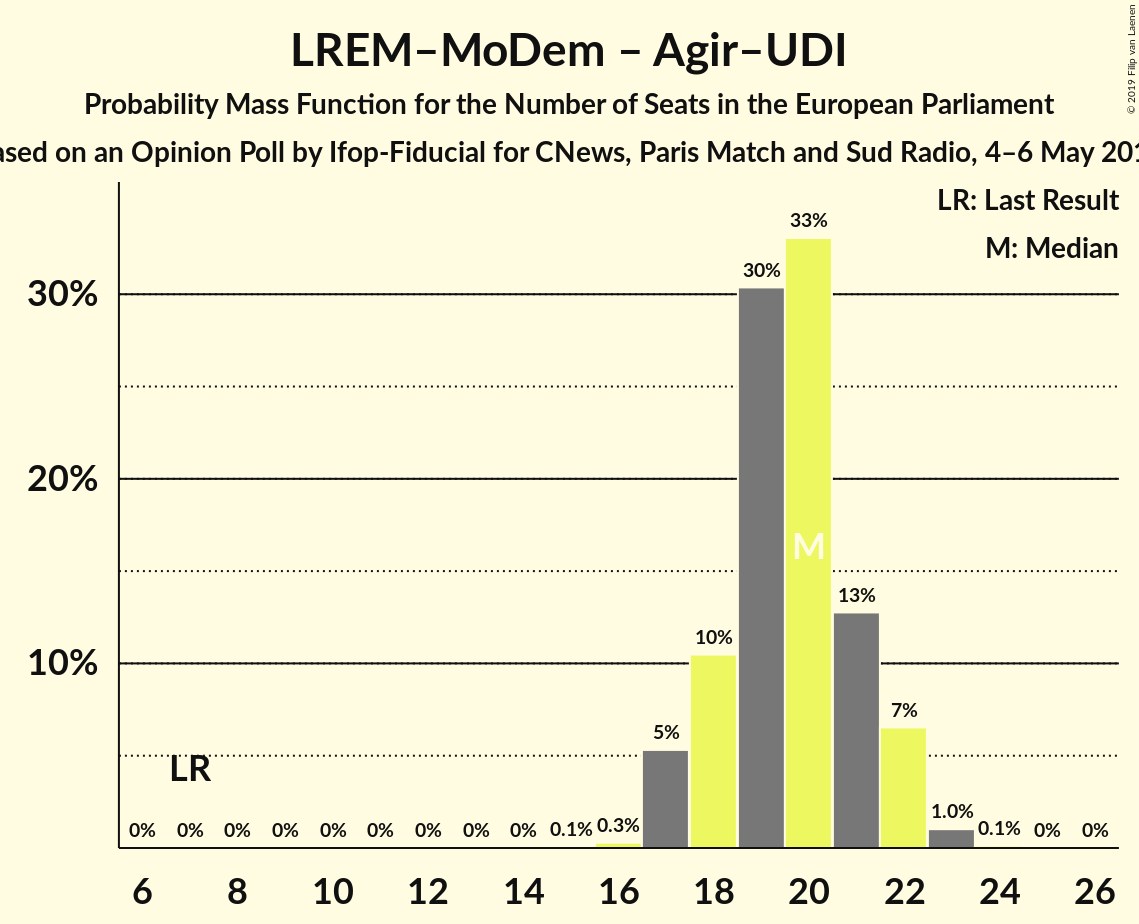 LREM–MoDem – Agir–UDI
Probability Mass Function for the Number of Seats in the European Parliament
ased on an Opinion Poll by Ifop-Fiducial for CNews, Paris Match and Sud Radio, 4–6 May 201
© 2019 Filip van Laenen
LR: Last Result
M: Median
30%
20%
10%
33%
30%
M
13%
10%
7%
5%
LR
0% 0% 0% 0% 0% 0% 0% 0% 0% 0.1% 0.3% 1.0% 0.1% 0% 0%
6 8 10 12 14 16 18 20 22 24 26